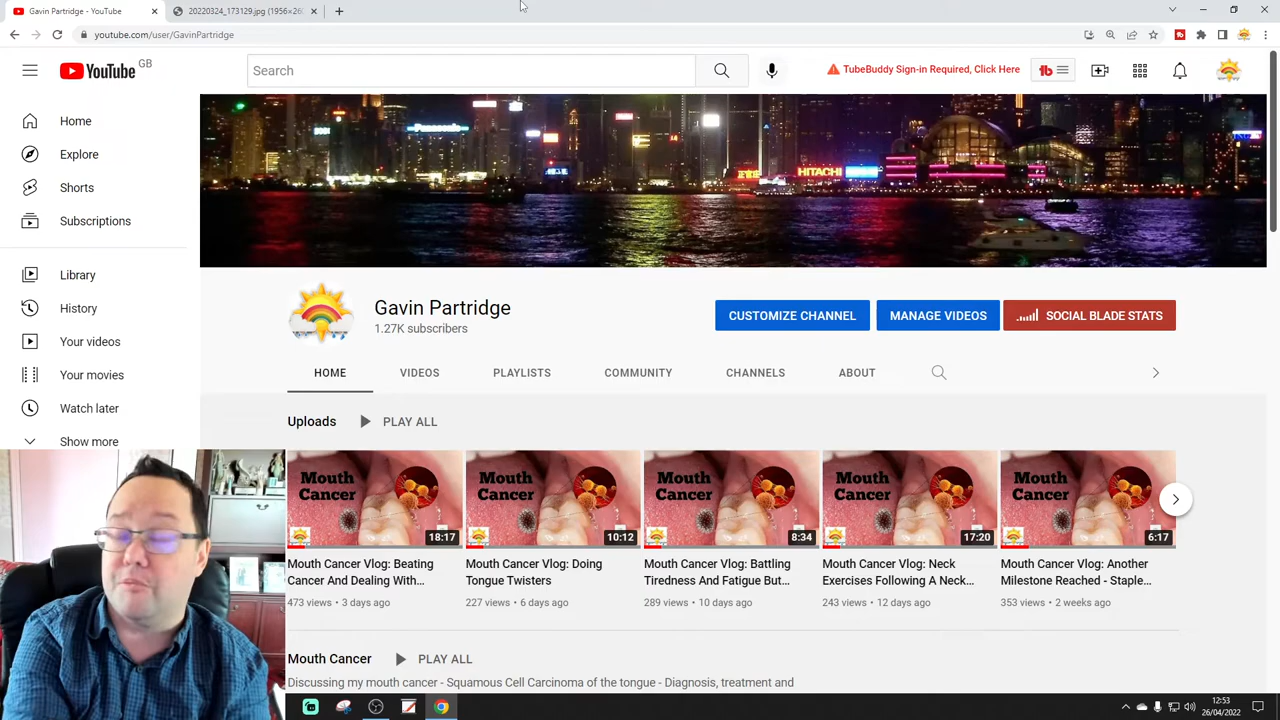 Gavin Partridge - YouTube
20220324_173129.jpg (1956×26
youtube.com/user/GavinPartridge
YouTube GB
Search
TubeBuddy Sign-in Required, Click Here
tb
Home
Explore
Shorts
Subscriptions
Library
History
Your videos
Your movies
Watch later
Show more
HITACHI
Gavin Partridge
1.27K subscribers
CUSTOMIZE CHANNEL
MANAGE VIDEOS
SOCIAL BLADE STATS
HOME
VIDEOS
PLAYLISTS
COMMUNITY
CHANNELS
ABOUT
Uploads
PLAY ALL
Mouth
Cancer
18:17
Mouth
Cancer
10:12
Mouth
Cancer
8:34
Mouth
Cancer
17:20
Mouth
Cancer
6:17
Mouth Cancer Vlog: Beating
Cancer And Dealing With...
473 views • 3 days ago
Mouth Cancer Vlog: Doing
Tongue Twisters
227 views • 6 days ago
Mouth Cancer Vlog: Battling
Tiredness And Fatigue But...
289 views • 10 days ago
Mouth Cancer Vlog: Neck
Exercises Following A Neck...
243 views • 12 days ago
Mouth Cancer Vlog: Another
Milestone Reached - Staple...
353 views • 2 weeks ago
Mouth Cancer
PLAY ALL
Discussing my mouth cancer - Squamous Cell Carcinoma of the tongue - Diagnosis, treatment and
12:53
26/04/2022